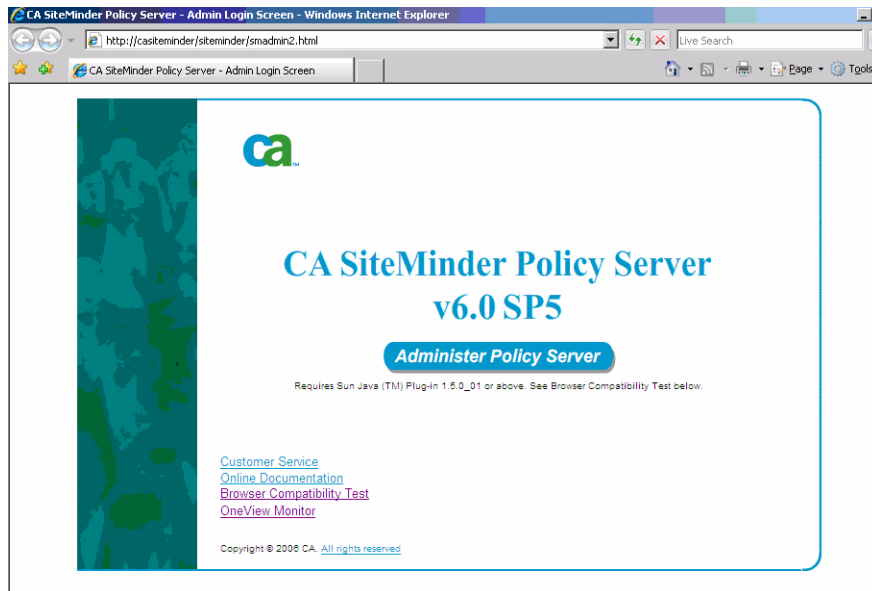 CA SiteMinder Policy Server - Admin Login Screen - Windows Internet Explorer
http://casiteminder/siteminder/smadmin2.html
Live Search
CA SiteMinder Policy Server - Admin Login Screen
Page
Tools
ca
TM
CA SiteMinder Policy Server
v6.0 SP5
Administer Policy Server
Requires Sun Java (TM) Plug-in 1.5.0_01 or above. See Browser Compatibility Test below.
Customer Service
Online Documentation
Browser Compatibility Test
OneView Monitor
Copyright © 2006 CA. All rights reserved